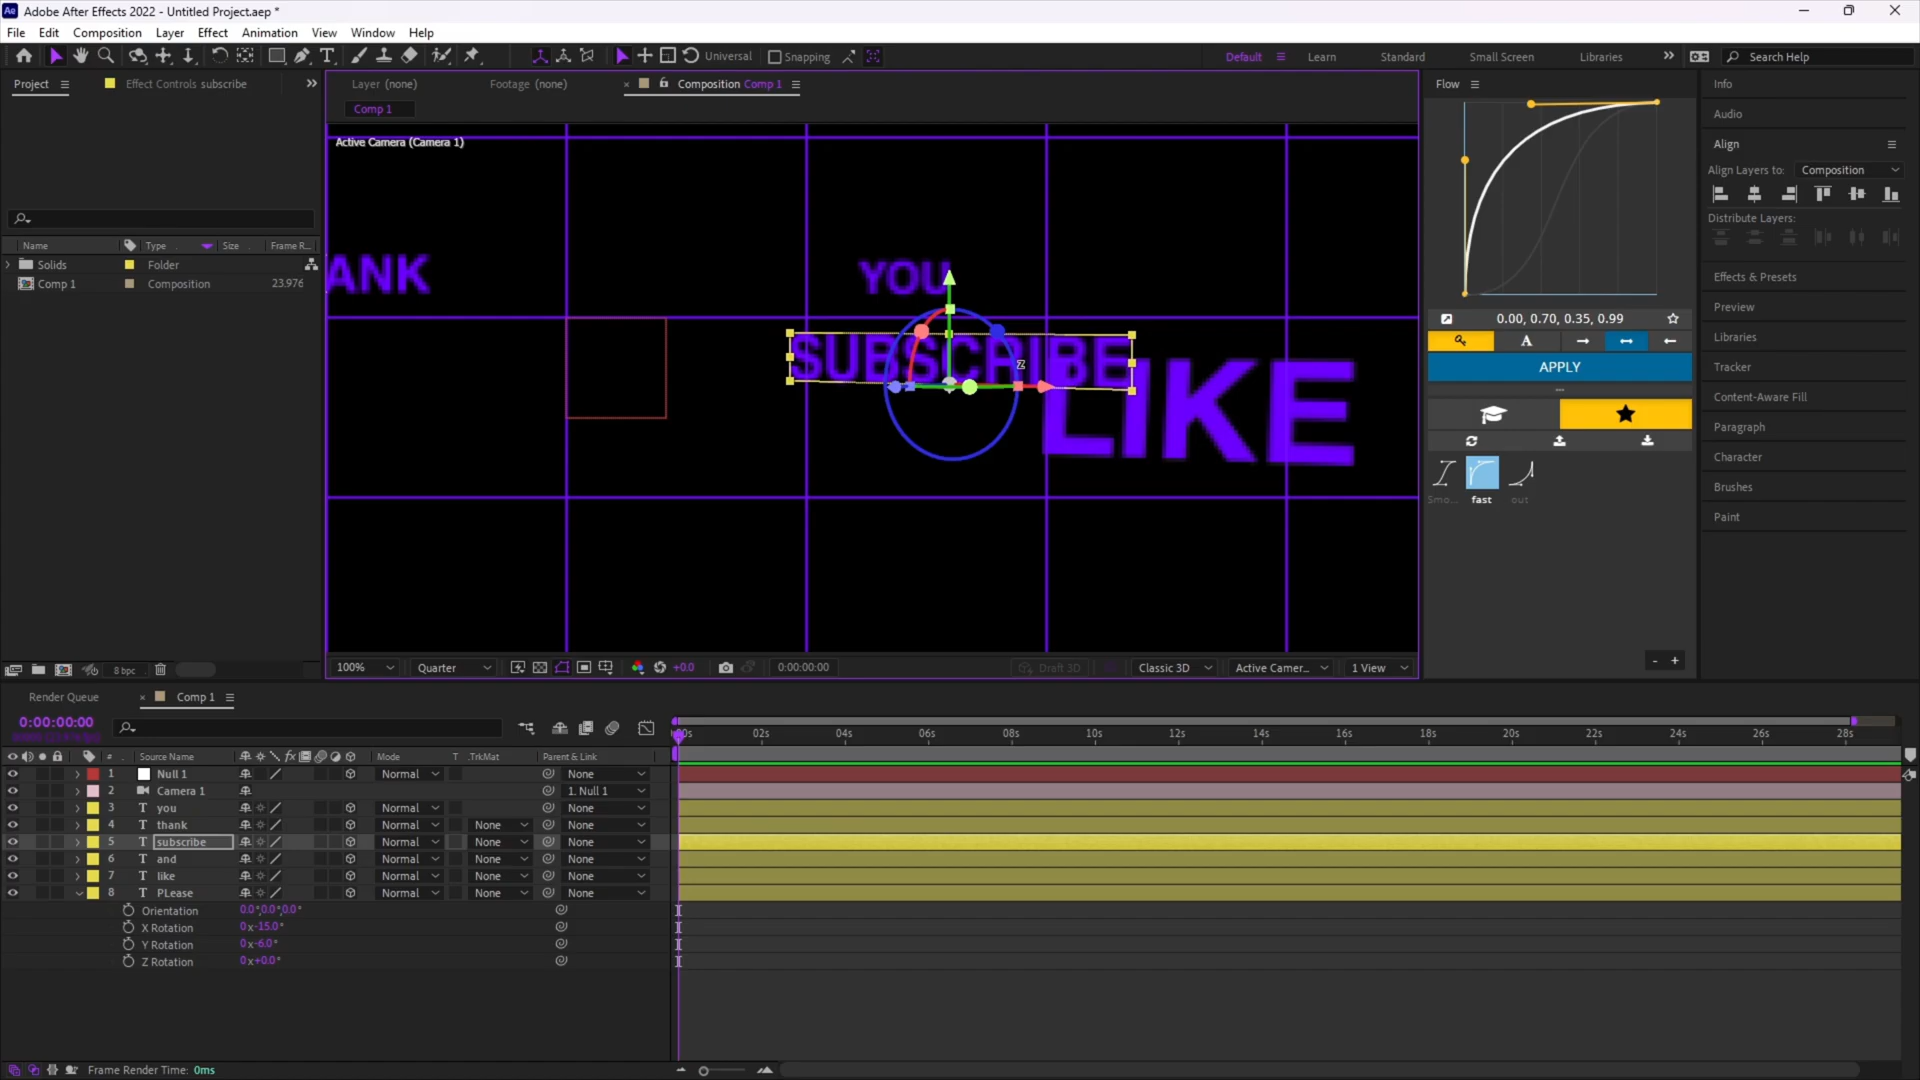 Adobe After Effects 2022 - Untitled Project.aep *
File Edit Composition Layer Effect Animation View Window Help
Universal Snapping Default Learn Standard Small Screen Libraries Search Help
Project Effect Controls subscribe
Layer (none) Footage (none) Composition Comp 1
Comp 1
Active Camera (Camera 1)
Name Type Size Frame R...
Solids Folder
Comp 1 Composition 23.976
ANK
YOU
SUBSCRIBE
LIKE
Z
8 bpc
100% Quarter +0.0 0:00:00:00 Draft 3D Classic 3D Active Camer... 1 View
Flow
0.00, 0.70, 0.35, 0.99
A
APPLY
Smo... fast out
- +
Info
Audio
Align
Align Layers to: Composition
Distribute Layers:
Effects & Presets
Preview
Libraries
Tracker
Content-Aware Fill
Paragraph
Character
Brushes
Paint
Render Queue Comp 1
0:00:00:00
# Source Name fx Mode T .TrkMat Parent & Link
02s 04s 06s 08s 10s 12s 14s 16s 18s 20s 22s 24s 26s 28s
1 Null 1 Normal None
2 Camera 1 1. Null 1
3 T you Normal None
4 T thank Normal None None
5 T subscribe Normal None None
6 T and Normal None None
7 T like Normal None None
8 T PLease Normal None None
Orientation 0.0°,0.0°,0.0°
X Rotation 0x-15.0°
Y Rotation 0x-6.0°
Z Rotation 0x+0.0°
Frame Render Time: 0ms